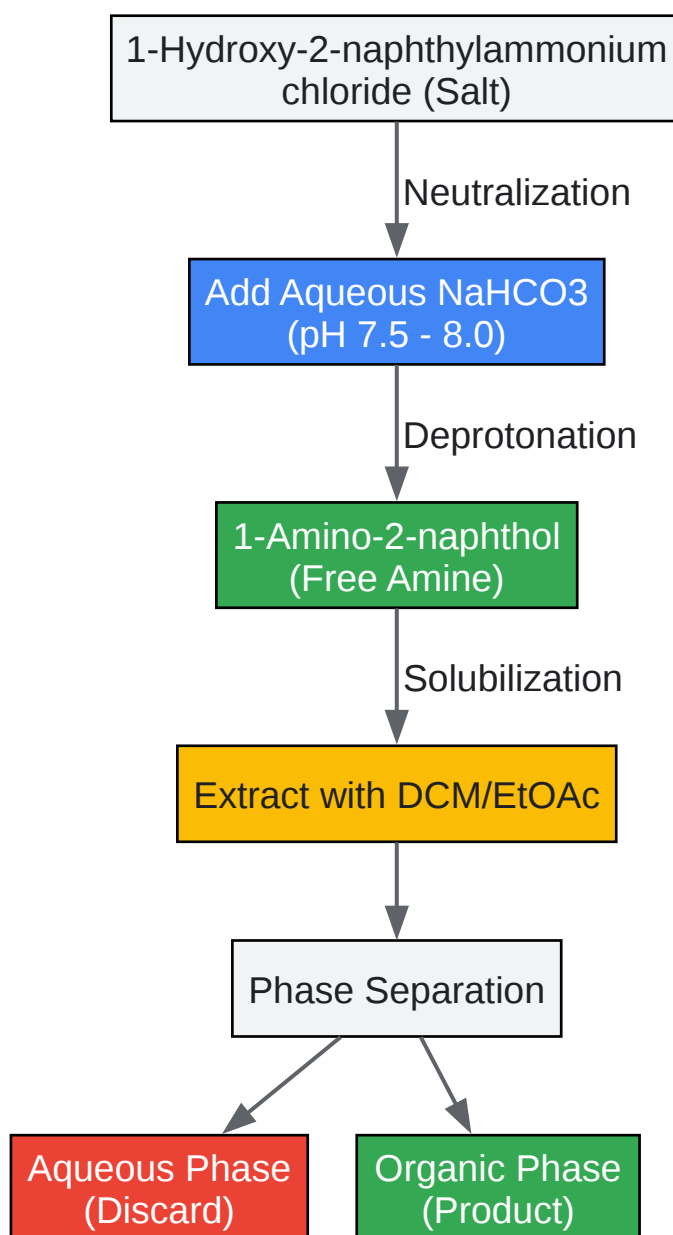 1-Hydroxy-2-naphthylammonium
chloride (Salt)
Neutralization
Add Aqueous NaHCO3
(pH 7.5 - 8.0)
Deprotonation
1-Amino-2-naphthol
(Free Amine)
Solubilization
Extract with DCM/EtOAc
Phase Separation
Aqueous Phase
(Discard)
Organic Phase
(Product)